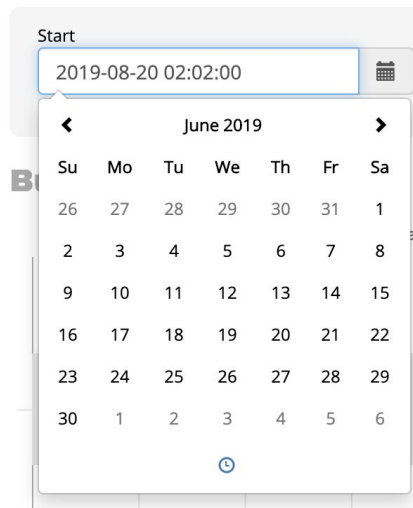 Start
2019-08-20 02:02:00
June 2019
Su Mo Tu We Th Fr Sa
26 27 28 29 30 31 1
2 3 4 5 6 7 8
9 10 11 12 13 14 15
16 17 18 19 20 21 22
23 24 25 26 27 28 29
30 1 2 3 4 5 6